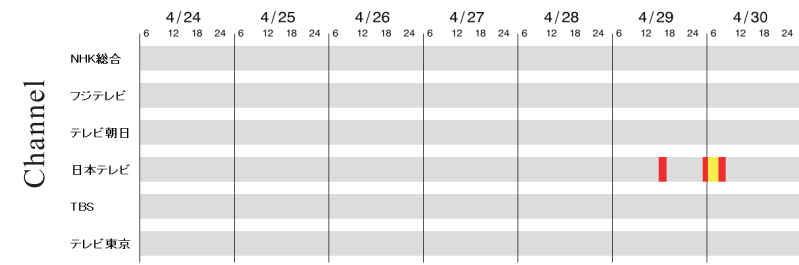 4/24 4/25 4/26 4/27 4/28 4/29 4/30
6 12 18 24 6 12 18 24 6 12 18 24 6 12 18 24 6 12 18 24 6 12 18 24 6 12 18 24
Channel
NHK総合
フジテレビ
テレビ朝日
日本テレビ
TBS
テレビ東京